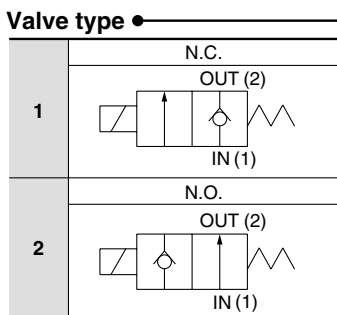 Valve type
N.C.
OUT (2)
1
IN (1)
N.O.
OUT (2)
2
IN (1)